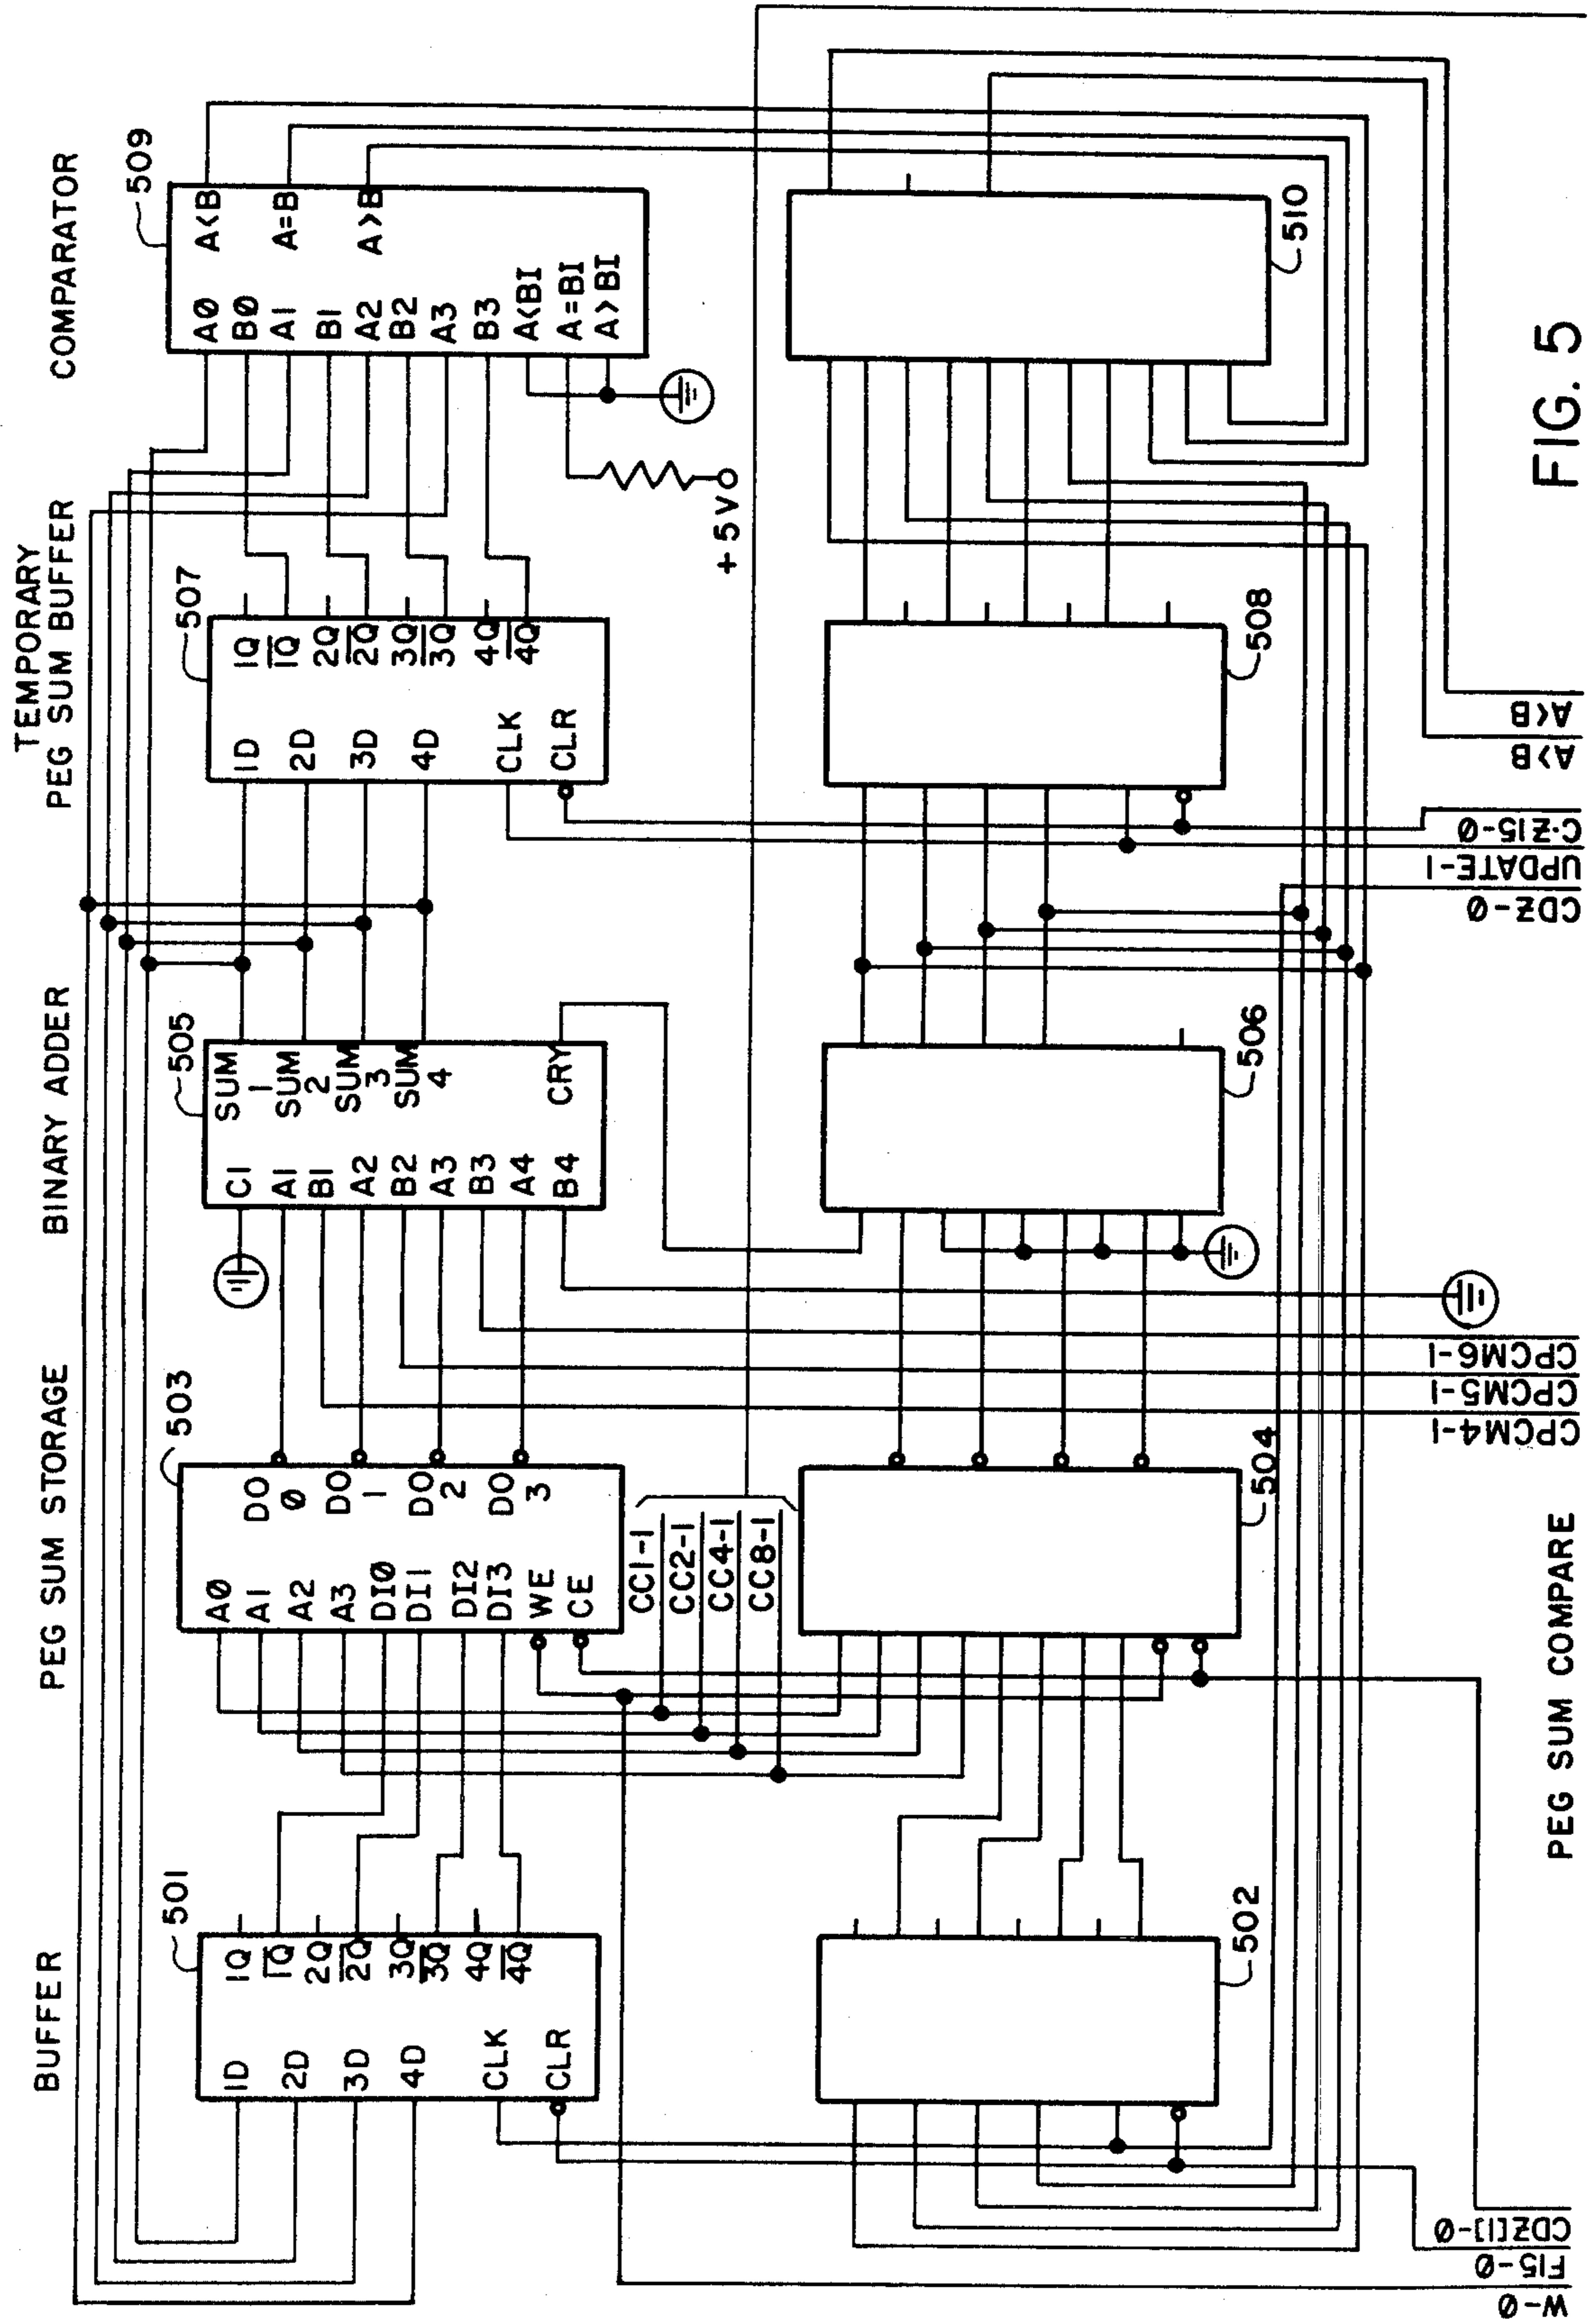 BUFFER
PEG SUM STORAGE
BINARY ADDER
TEMPORARY
PEG SUM BUFFER
COMPARATOR
501
1D
2D
3D
4D
CLK
CLR
1Q
1Q
2Q
2Q
3Q
3Q
4Q
4Q
503
A0
A1
A2
A3
DI0
DI1
DI2
DI3
WE
CE
DO
0
DO
1
DO
2
DO
3
505
C1
A1
B1
A2
B2
A3
B3
A4
B4
SUM
1
SUM
2
SUM
3
SUM
4
CRY
507
1D
2D
3D
4D
CLK
CLR
1Q
1Q
2Q
2Q
3Q
3Q
4Q
4Q
509
A0
B0
A1
B1
A2
B2
A3
B3
A<BI
A=BI
A>BI
A<B
A=B
A>B
+5V
CC1-1
CC2-1
CC4-1
CC8-1
502
504
506
508
510
W-0
F15-0
CDZ[1]-0
CPCM4-1
CPCM5-1
CPCM6-1
CDZ-0
UPDATE-1
C·Z15-0
A>B
A<B
PEG SUM COMPARE
FIG. 5